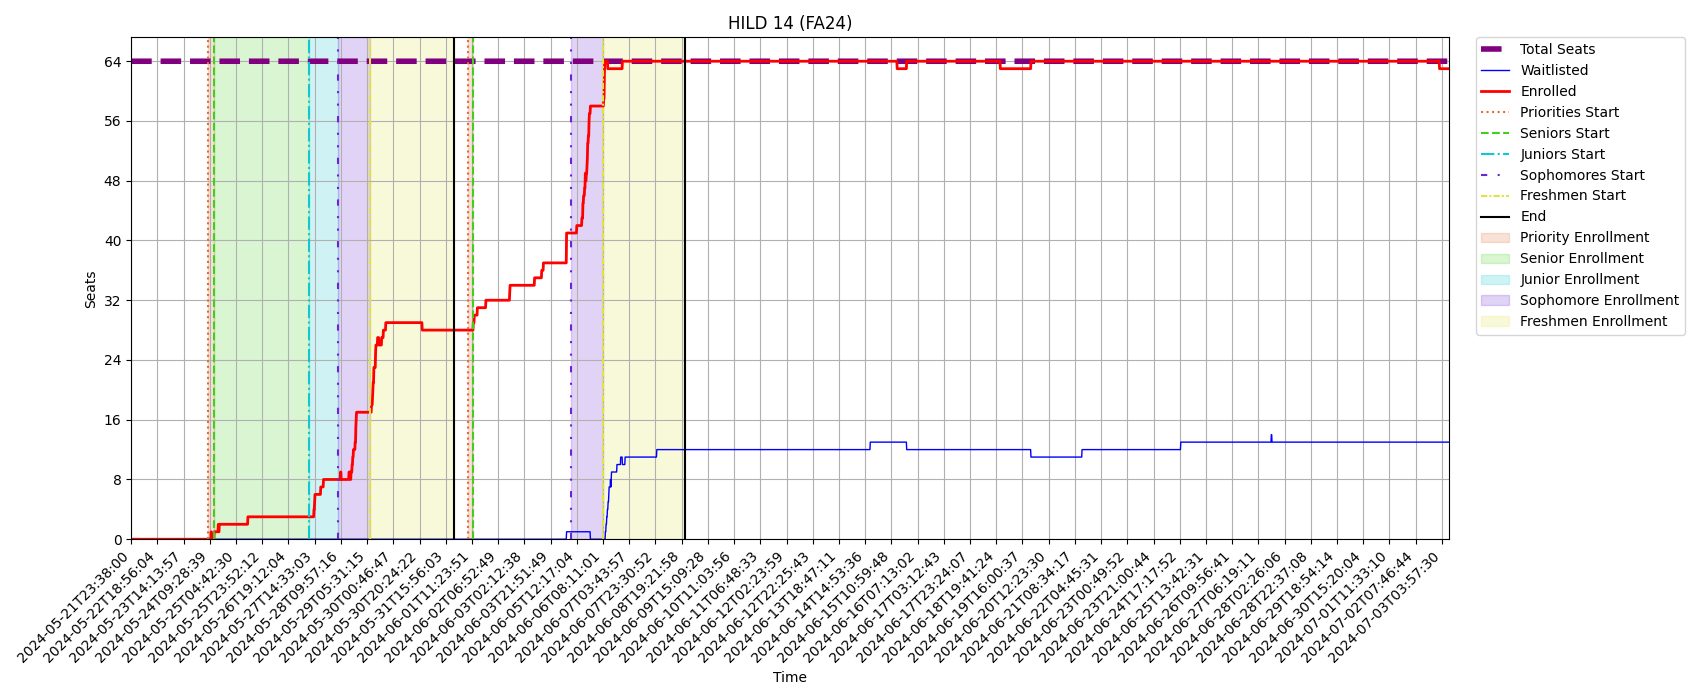 HILD 14 (FA24)
Seats
64
56
48
40
32
24
16
8
0
2024-05-21T23:38:00
2024-05-22T18:56:04
2024-05-23T14:13:57
2024-05-24T09:28:39
2024-05-25T04:42:30
2024-05-25T23:52:12
2024-05-26T19:12:04
2024-05-27T14:33:03
2024-05-28T09:57:16
2024-05-29T05:31:15
2024-05-30T00:46:47
2024-05-30T20:24:22
2024-05-31T15:56:03
2024-06-01T11:23:51
2024-06-02T06:52:49
2024-06-03T02:12:38
2024-06-03T21:51:49
2024-06-05T12:17:04
2024-06-06T08:11:01
2024-06-07T03:43:57
2024-06-07T23:30:52
2024-06-08T19:21:58
2024-06-09T15:09:28
2024-06-10T11:03:56
2024-06-11T06:48:33
2024-06-12T02:23:59
2024-06-12T22:25:43
2024-06-13T18:47:11
2024-06-14T14:53:36
2024-06-15T10:59:48
2024-06-16T07:13:02
2024-06-17T03:12:43
2024-06-17T23:24:07
2024-06-18T19:41:24
2024-06-19T16:00:37
2024-06-20T12:23:30
2024-06-21T08:34:17
2024-06-22T04:45:31
2024-06-23T00:49:52
2024-06-23T21:00:44
2024-06-24T17:17:52
2024-06-25T13:42:31
2024-06-26T09:56:41
2024-06-27T06:19:11
2024-06-28T02:26:06
2024-06-28T22:37:08
2024-06-29T18:54:14
2024-06-30T15:20:04
2024-07-01T11:33:10
2024-07-02T07:46:44
2024-07-03T03:57:30
Time
Total Seats
Waitlisted
Enrolled
Priorities Start
Seniors Start
Juniors Start
Sophomores Start
Freshmen Start
End
Priority Enrollment
Senior Enrollment
Junior Enrollment
Sophomore Enrollment
Freshmen Enrollment